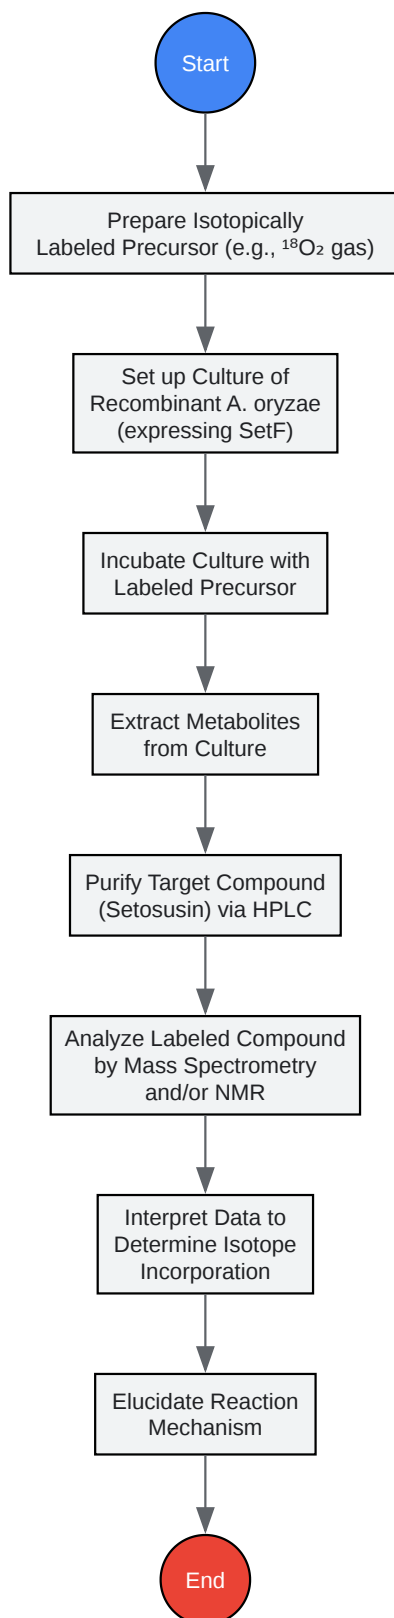 Start
Prepare Isotopically
Labeled Precursor (e.g., ¹⁸O₂ gas)
Set up Culture of
Recombinant A. oryzae
(expressing SetF)
Incubate Culture with
Labeled Precursor
Extract Metabolites
from Culture
Purify Target Compound
(Setosusin) via HPLC
Analyze Labeled Compound
by Mass Spectrometry
and/or NMR
Interpret Data to
Determine Isotope
Incorporation
Elucidate Reaction
Mechanism
End